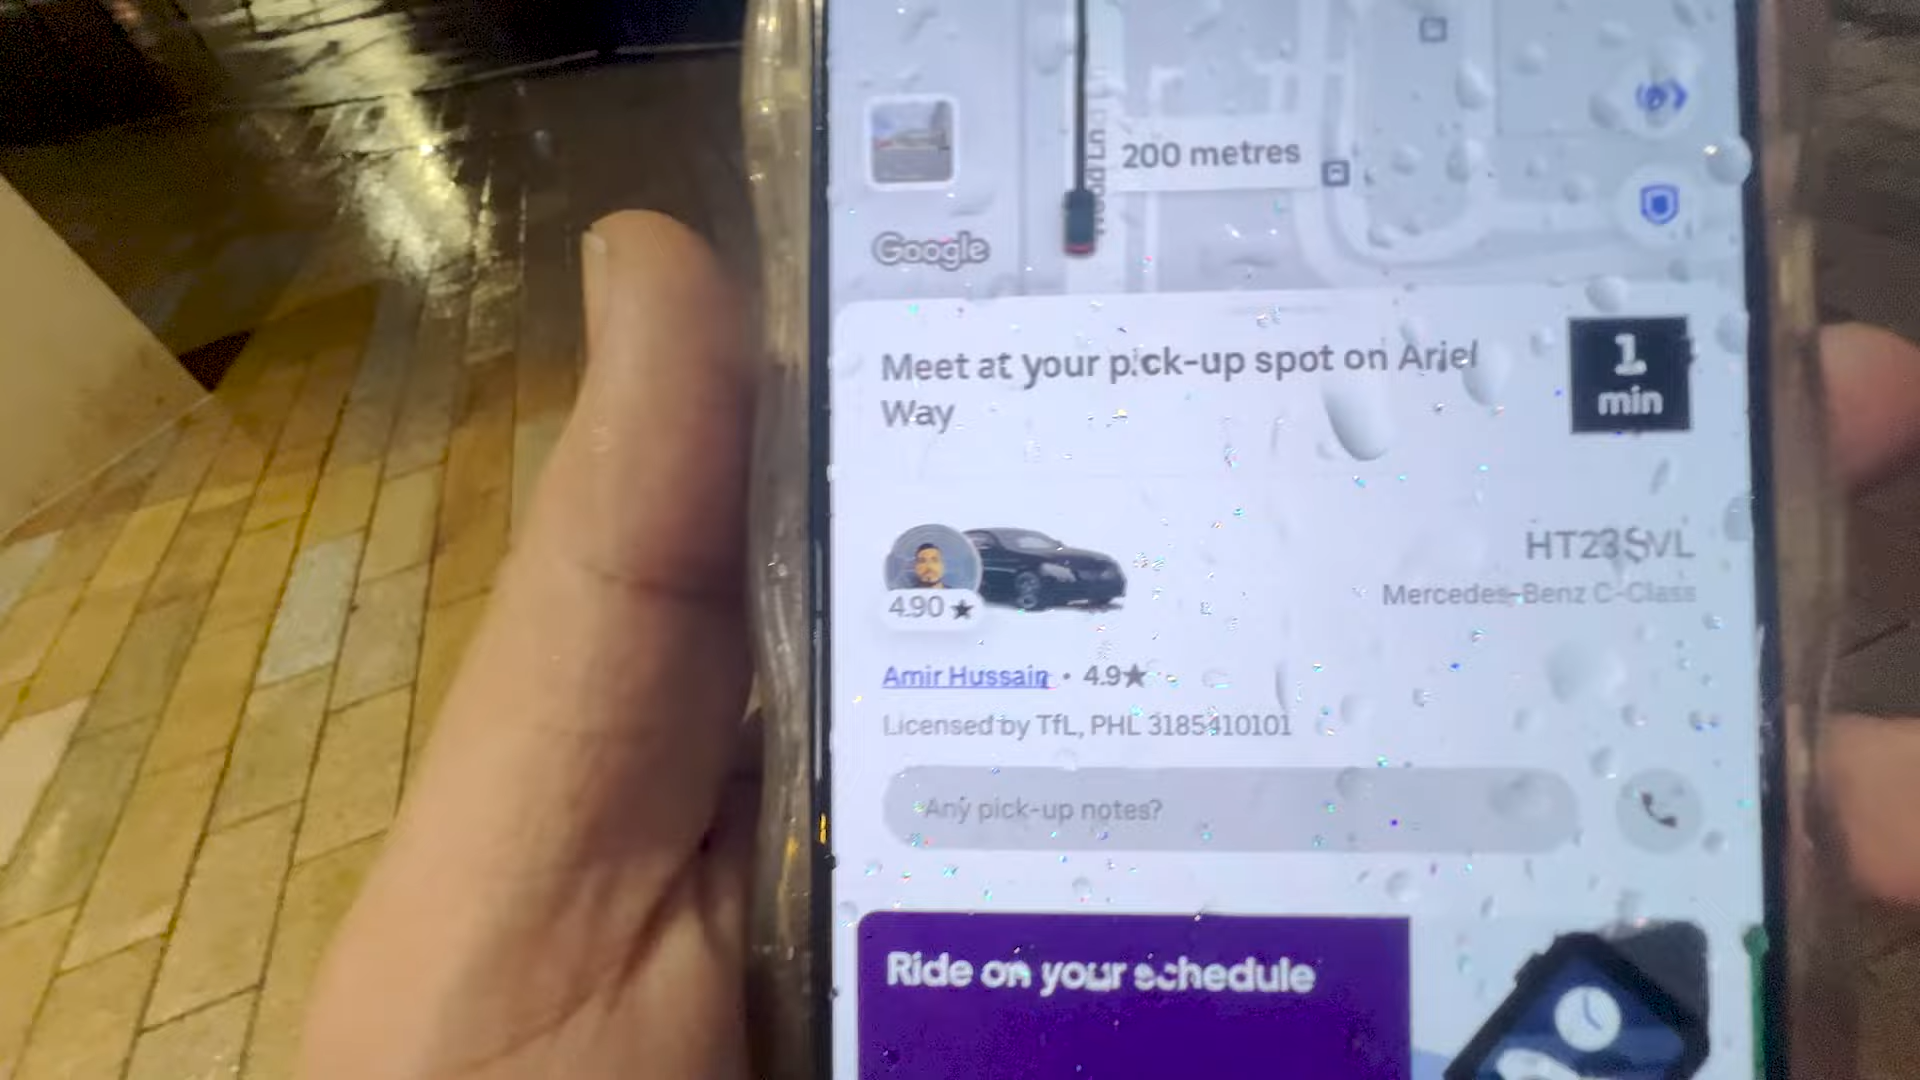 200 metres
Google
Meet at your pick-up spot on Ariel
Way
1
min
HT23SVL
Mercedes-Benz C-Class
4.90 ★
Amir Hussain • 4.9★
Licensed by TfL, PHL 3185410101
Any pick-up notes?
Ride on your schedule